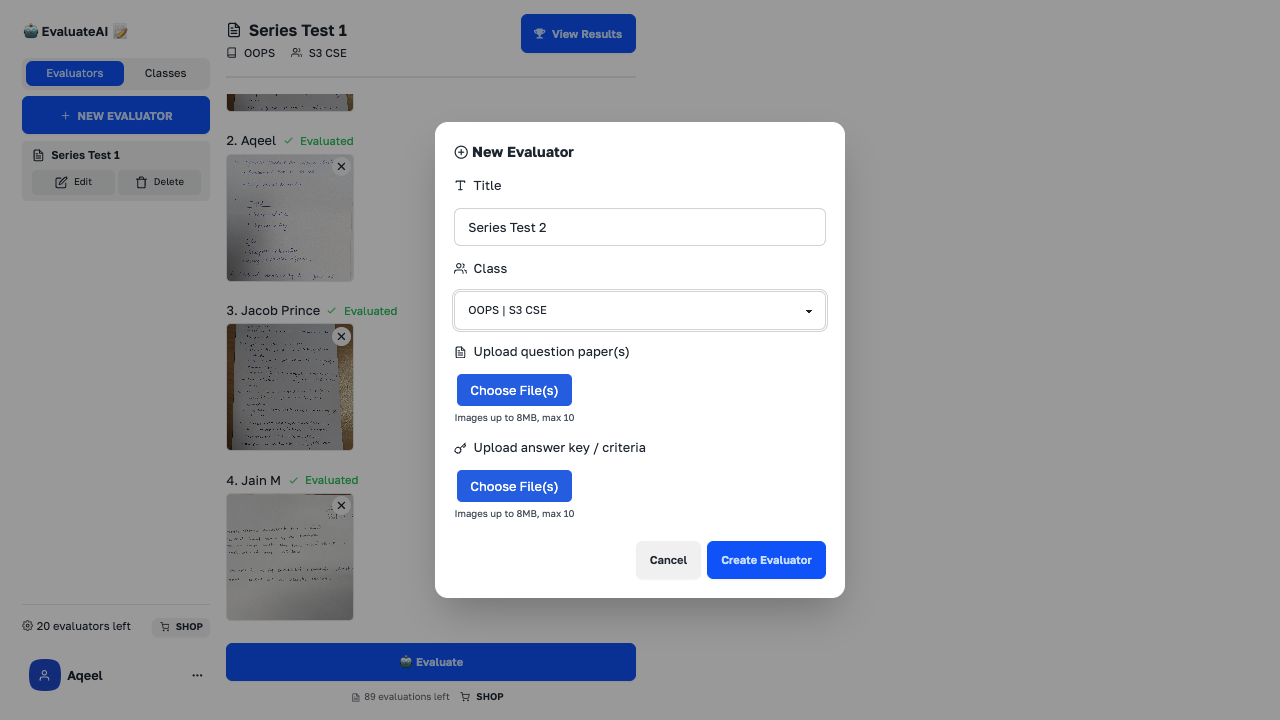 EvaluateAI
Evaluators
Classes
+ NEW EVALUATOR
Series Test 1
Edit
Delete
20 evaluators left
SHOP
Aqeel
Series Test 1
OOPS
S3 CSE
View Results
2. Aqeel
Evaluated
3. Jacob Prince
Evaluated
4. Jain M
Evaluated
Evaluate
89 evaluations left
SHOP
New Evaluator
Title
Series Test 2
Class
OOPS | S3 CSE
Upload question paper(s)
Choose File(s)
Images up to 8MB, max 10
Upload answer key / criteria
Choose File(s)
Images up to 8MB, max 10
Cancel
Create Evaluator